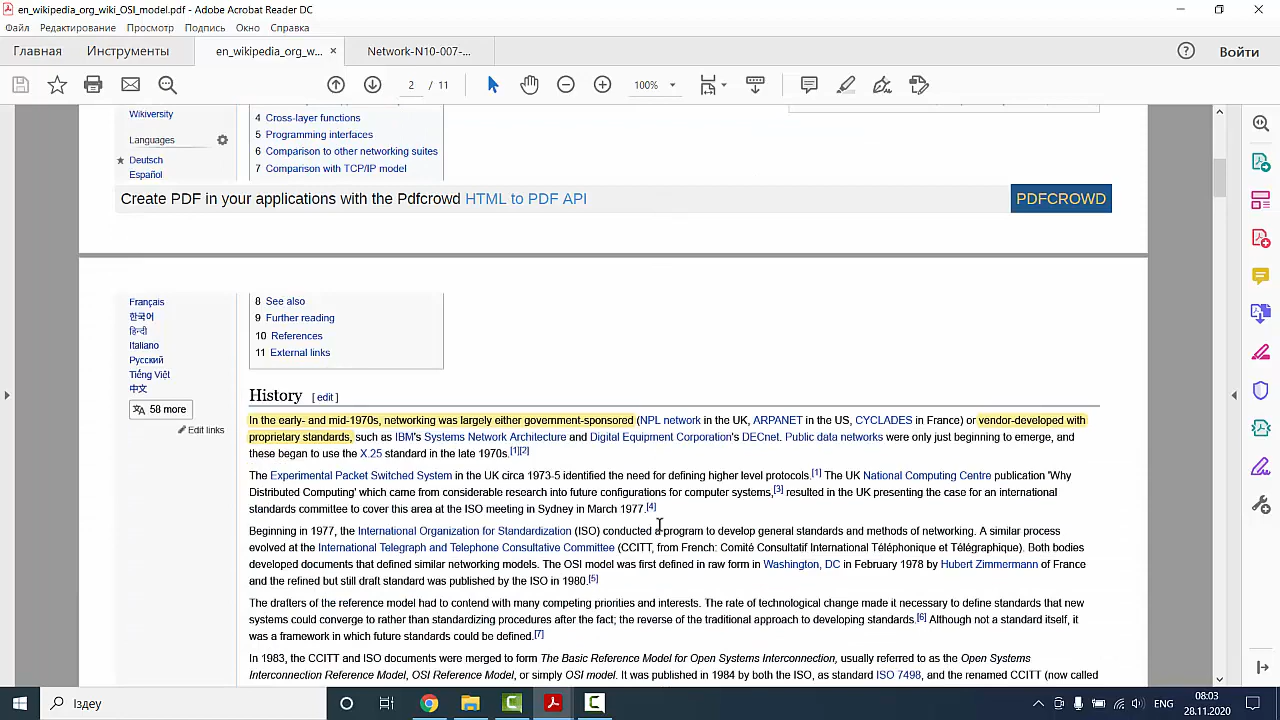 en_wikipedia_org_wiki_OSI_model.pdf - Adobe Acrobat Reader DC
Файл Редактирование Просмотр Подпись Окно Справка
Главная Инструменты en_wikipedia_org_w... × Network-N10-007-... Войти
2 / 11 100%
Wikiversity
4 Cross-layer functions
Languages
5 Programming interfaces
6 Comparison to other networking suites
Deutsch
7 Comparison with TCP/IP model
Español
Create PDF in your applications with the Pdfcrowd HTML to PDF API PDFCROWD
Français
한국어
हिन्दी
Italiano
Русский
Tiếng Việt
中文
58 more
Edit links
8 See also
9 Further reading
10 References
11 External links
History [ edit ]
In the early- and mid-1970s, networking was largely either government-sponsored (NPL network in the UK, ARPANET in the US, CYCLADES in France) or vendor-developed with
proprietary standards, such as IBM's Systems Network Architecture and Digital Equipment Corporation's DECnet. Public data networks were only just beginning to emerge, and
these began to use the X.25 standard in the late 1970s.[1][2]
The Experimental Packet Switched System in the UK circa 1973-5 identified the need for defining higher level protocols.[1] The UK National Computing Centre publication 'Why
Distributed Computing' which came from considerable research into future configurations for computer systems,[3] resulted in the UK presenting the case for an international
standards committee to cover this area at the ISO meeting in Sydney in March 1977.[4]
Beginning in 1977, the International Organization for Standardization (ISO) conducted a program to develop general standards and methods of networking. A similar process
evolved at the International Telegraph and Telephone Consultative Committee (CCITT, from French: Comité Consultatif International Téléphonique et Télégraphique). Both bodies
developed documents that defined similar networking models. The OSI model was first defined in raw form in Washington, DC in February 1978 by Hubert Zimmermann of France
and the refined but still draft standard was published by the ISO in 1980.[5]
The drafters of the reference model had to contend with many competing priorities and interests. The rate of technological change made it necessary to define standards that new
systems could converge to rather than standardizing procedures after the fact; the reverse of the traditional approach to developing standards.[6] Although not a standard itself, it
was a framework in which future standards could be defined.[7]
In 1983, the CCITT and ISO documents were merged to form The Basic Reference Model for Open Systems Interconnection, usually referred to as the Open Systems
Interconnection Reference Model, OSI Reference Model, or simply OSI model. It was published in 1984 by both the ISO, as standard ISO 7498, and the renamed CCITT (now called
Іздеу
ENG
08:03
28.11.2020